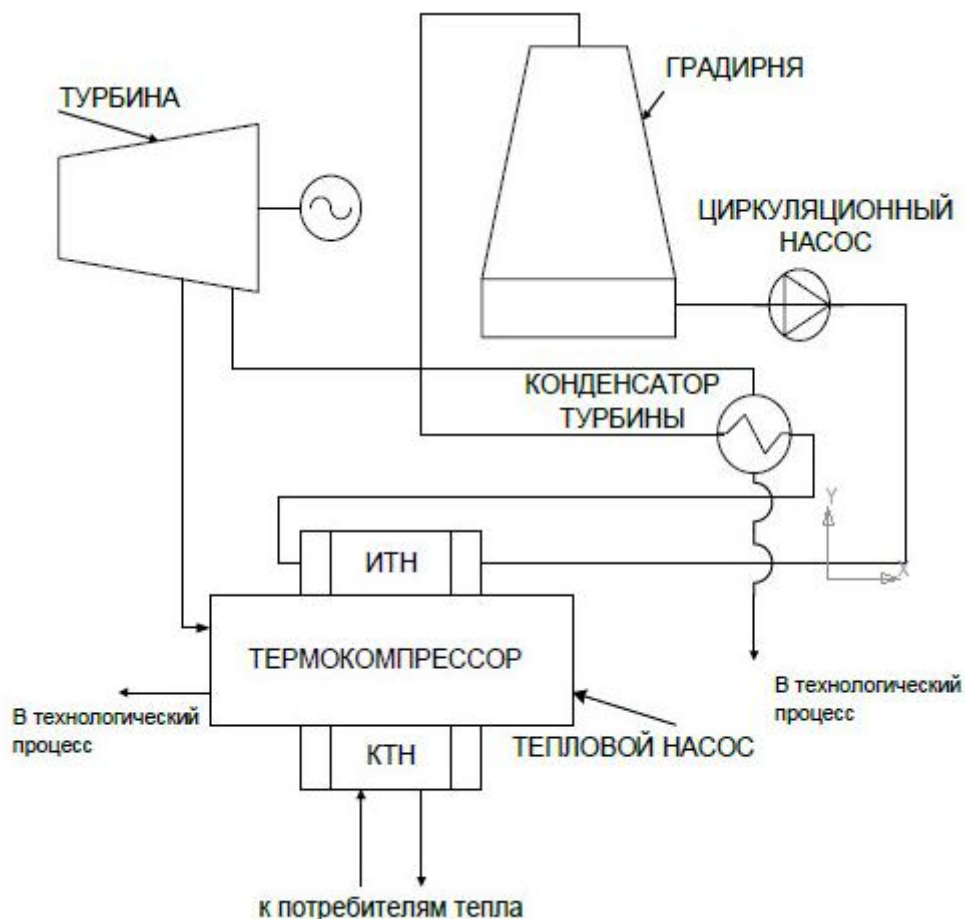 ГРАДИРНЯ
ТУРБИНА
ЦИРКУЛЯЦИОННЫЙ
НАСОС
КОНДЕНСАТОР
ТУРБИНЫ
Y
X
ИТН
ТЕРМОКОМПРЕССОР
В технологический
процесс
В технологический
процесс
ТЕПЛОВОЙ НАСОС
КТН
к потребителям тепла